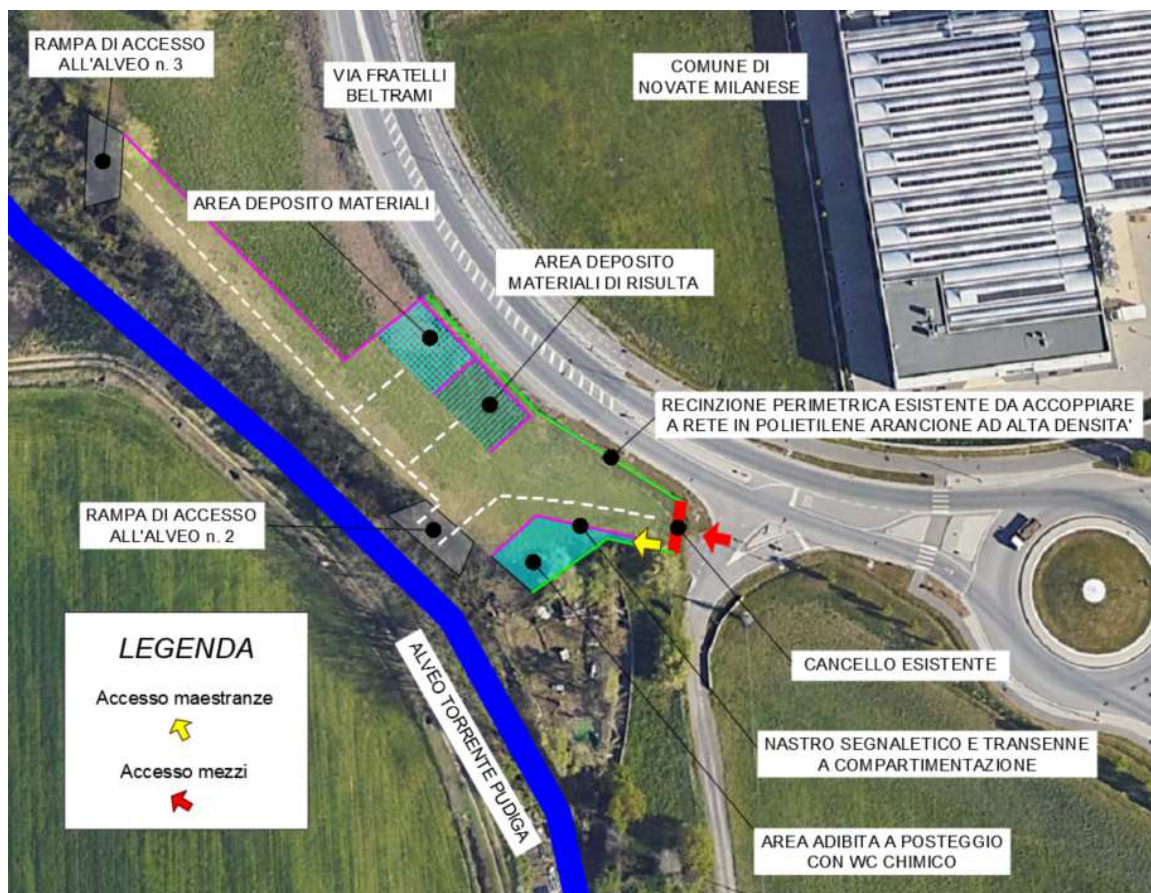 RAMPA DI ACCESSO
ALL'ALVEO n. 3
VIA FRATELLI
BELTRAMI
COMUNE DI
NOVATE MILANESE
AREA DEPOSITO MATERIALI
AREA DEPOSITO
MATERIALI DI RISULTA
RECINZIONE PERIMETRICA ESISTENTE DA ACCOPPIARE
A RETE IN POLIETILENE ARANCIONE AD ALTA DENSITA'
RAMPA DI ACCESSO
ALL'ALVEO n. 2
LEGENDA
Accesso maestranze
Accesso mezzi
ALVEO TORRENTE PUDIGA
CANCELLO ESISTENTE
NASTRO SEGNALETICO E TRANSENNE
A COMPARTIMENTAZIONE
AREA ADIBITA A POSTEGGIO
CON WC CHIMICO